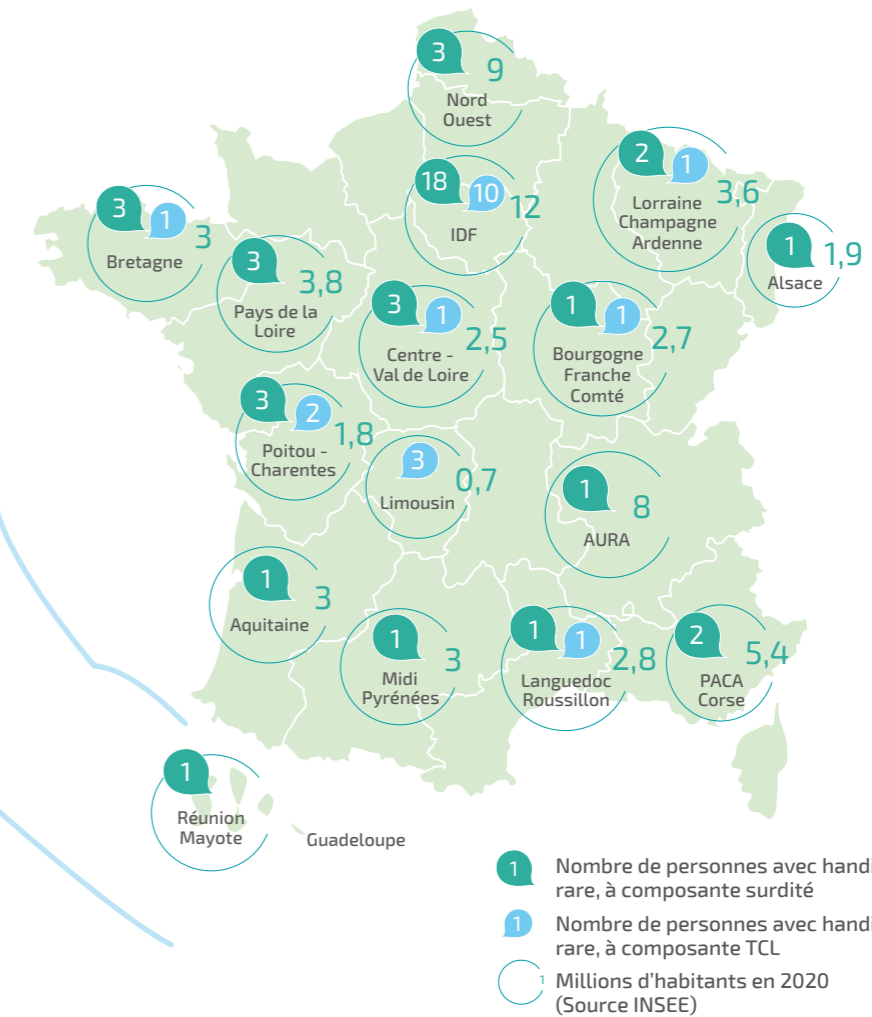 3
9
Nord
Ouest
18
10
12
IDF
2
1
3,6
Lorraine
Champagne
Ardenne
3
1
3
Bretagne
1
1,9
Alsace
3
3,8
Pays de la
Loire
3
1
2,5
Centre -
Val de Loire
1
1
2,7
Bourgogne
Franche
Comté
3
2
1,8
Poitou -
Charentes
3
0,7
Limousin
1
8
AURA
1
3
Aquitaine
1
3
Midi
Pyrénées
1
1
2,8
Languedoc
Roussillon
2
5,4
PACA
Corse
1
Réunion
Mayote
Guadeloupe
1 Nombre de personnes avec handi
rare, à composante surdité
1 Nombre de personnes avec handi
rare, à composante TCL
1 Millions d'habitants en 2020
(Source INSEE)